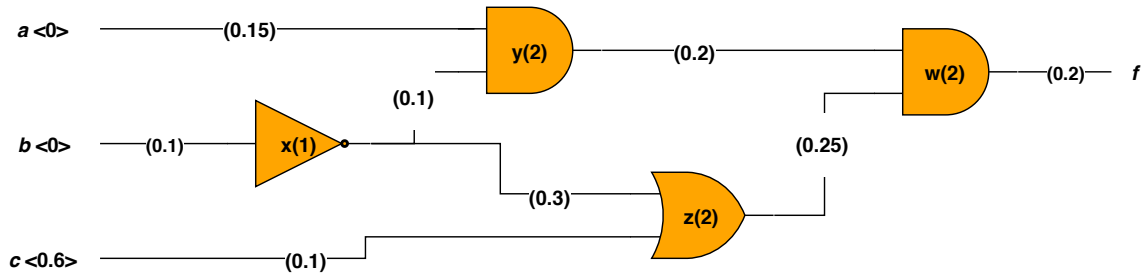 a <0>
(0.15)
y(2)
(0.2)
w(2)
(0.2)
f
(0.1)
b <0>
(0.1)
x(1)
(0.25)
(0.3)
z(2)
c <0.6>
(0.1)